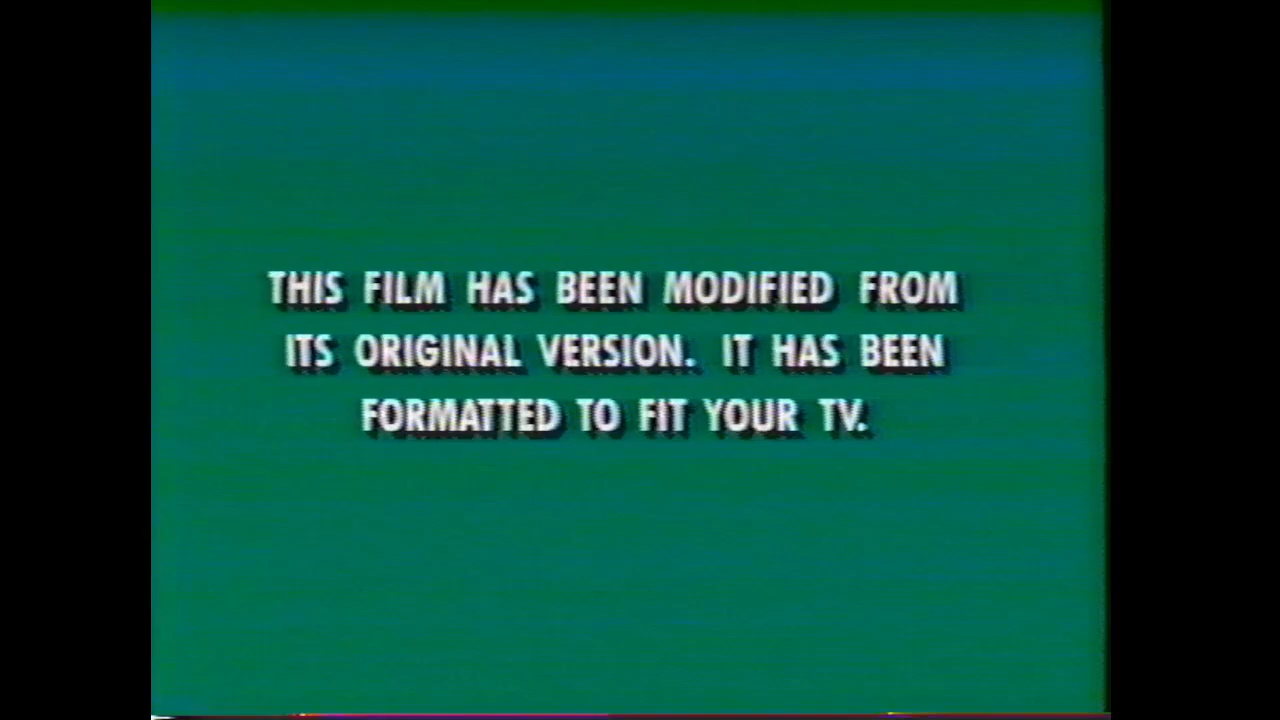 THIS FILM HAS BEEN MODIFIED FROM
ITS ORIGINAL VERSION. IT HAS BEEN
FORMATTED TO FIT YOUR TV.